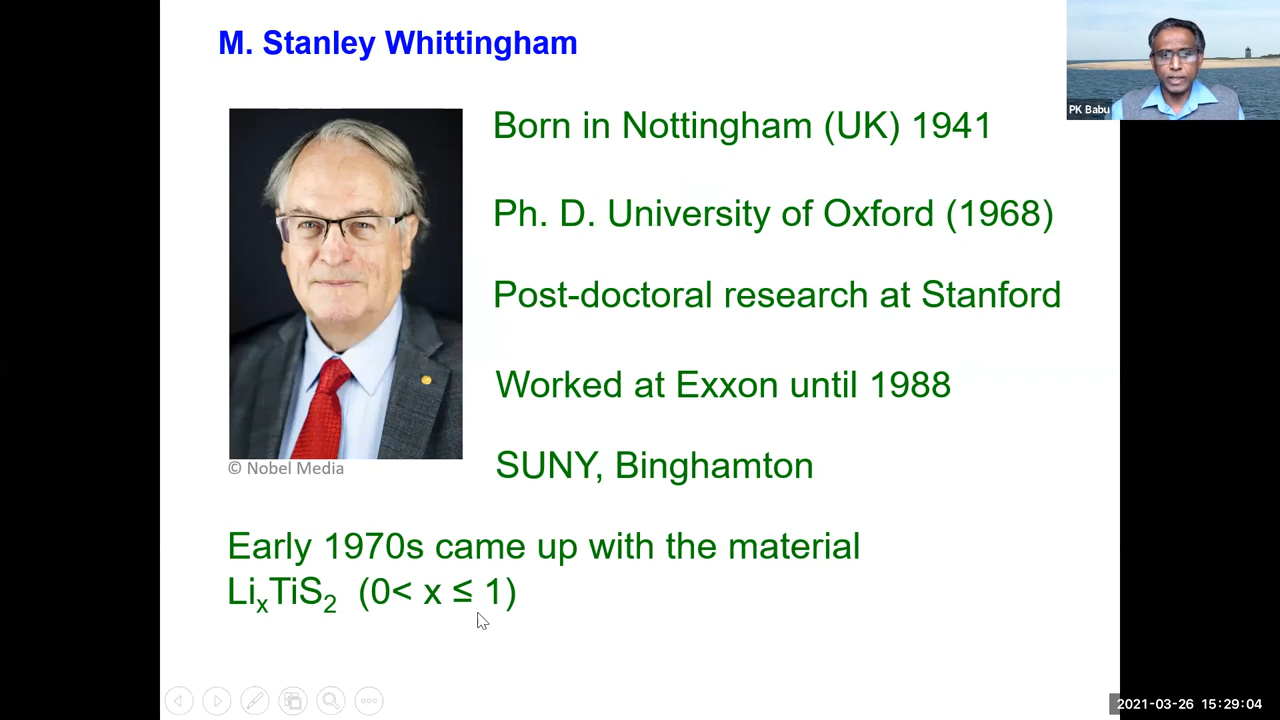 M. Stanley Whittingham
PK Babu
Born in Nottingham (UK) 1941
Ph. D. University of Oxford (1968)
Post-doctoral research at Stanford
Worked at Exxon until 1988
© Nobel Media
SUNY, Binghamton
Early 1970s came up with the material
LiₓTiS₂ (0< x ≤ 1)
2021-03-26 15:29:04